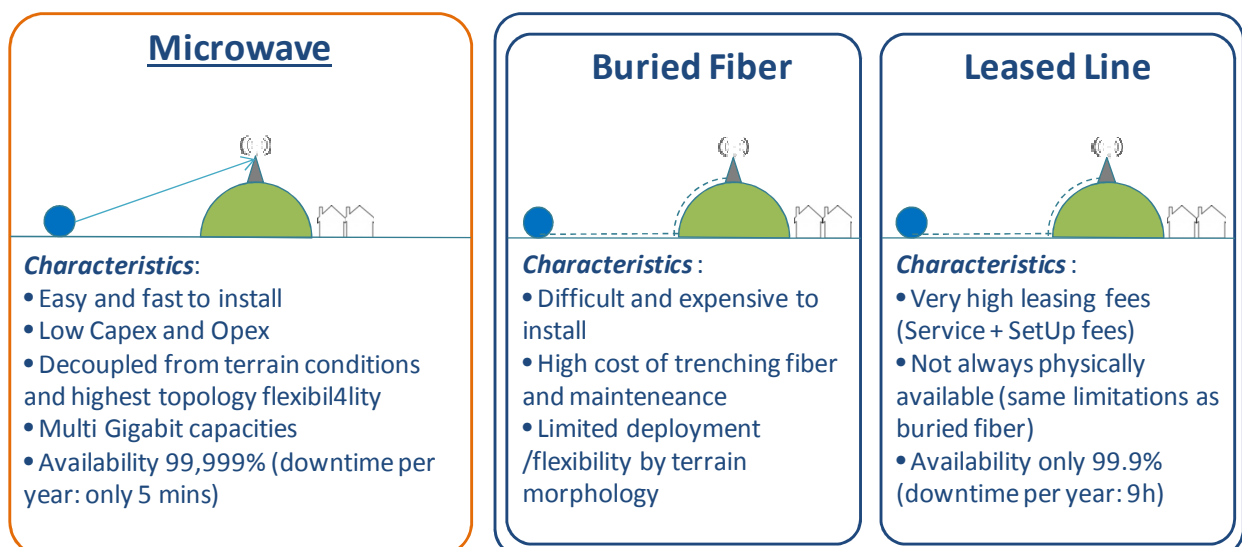 Microwave
Characteristics:
• Easy and fast to install
• Low Capex and Opex
• Decoupled from terrain conditions
and highest topology flexibil4lity
• Multi Gigabit capacities
• Availability 99,999% (downtime per
year: only 5 mins)
Buried Fiber
Characteristics :
• Difficult and expensive to
install
• High cost of trenching fiber
and mainteneance
• Limited deployment
/flexibility by terrain
morphology
Leased Line
Characteristics :
• Very high leasing fees
(Service + SetUp fees)
• Not always physically
available (same limitations as
buried fiber)
• Availability only 99.9%
(downtime per year: 9h)